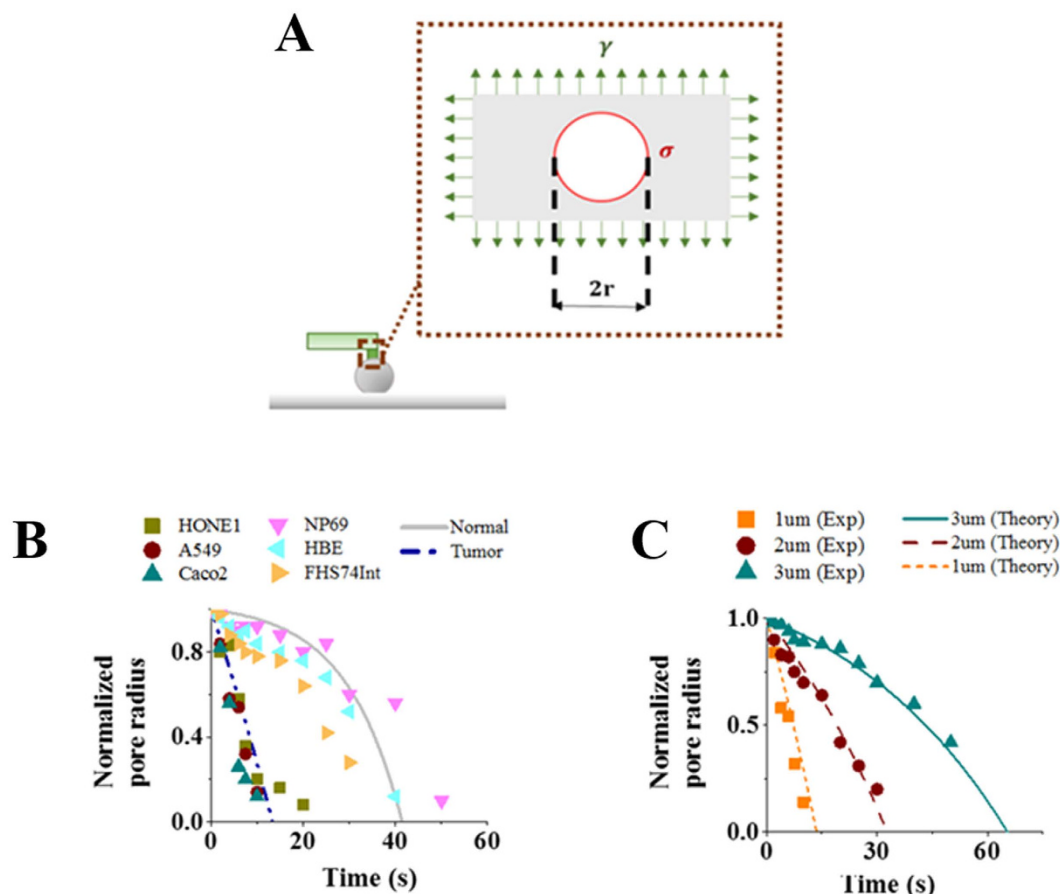 A
γ
σ
2r
B
HONE1
A549
Caco2
NP69
HBE
FHS74Int
Normal
Tumor
Normalized
pore radius
0.8
0.4
0.0
0
20
40
60
Time (s)
C
1um (Exp)
2um (Exp)
3um (Exp)
3um (Theory)
2um (Theory)
1um (Theory)
Normalized
pore radius
1.0
0.5
0.0
0
30
60
Time (s)